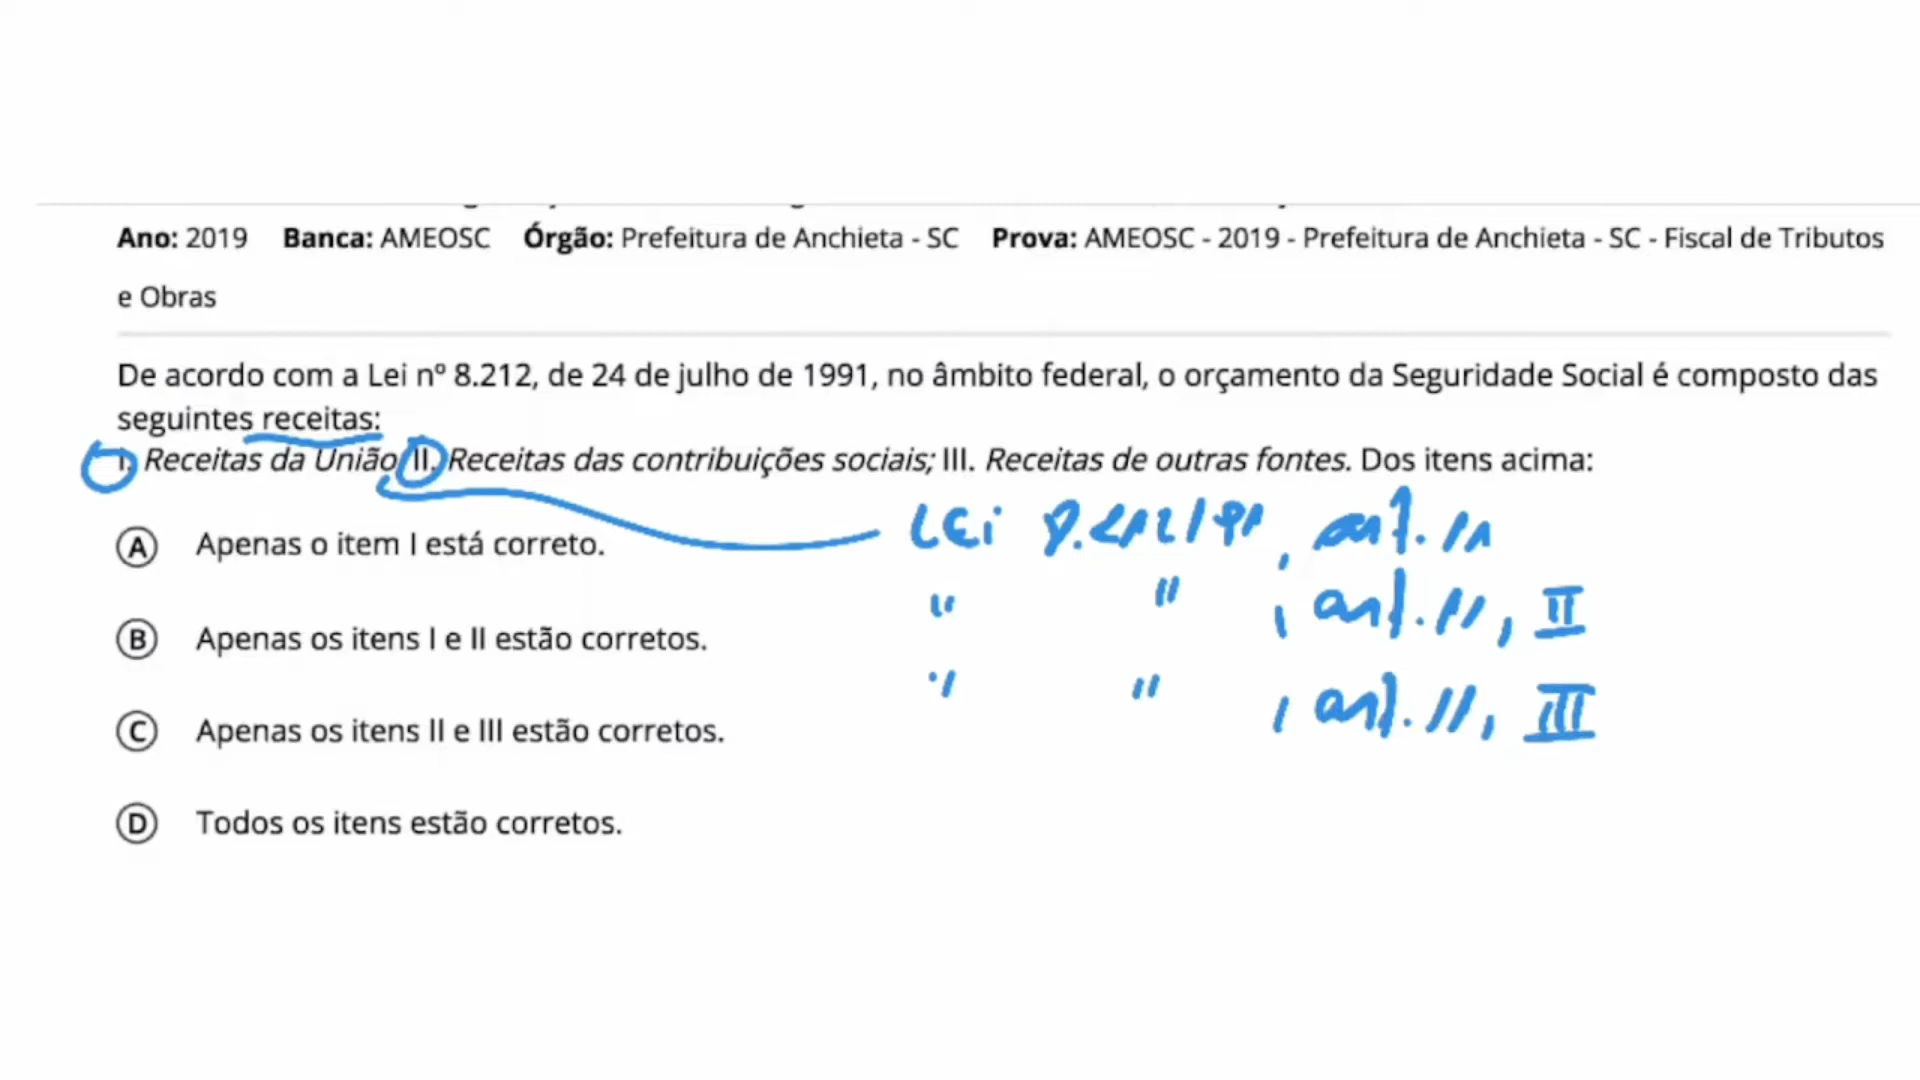 Ano: 2019 Banca: AMEOSC Órgão: Prefeitura de Anchieta - SC Prova: AMEOSC - 2019 - Prefeitura de Anchieta - SC - Fiscal de Tributos
e Obras
De acordo com a Lei nº 8.212, de 24 de julho de 1991, no âmbito federal, o orçamento da Seguridade Social é composto das
seguintes receitas:
I. Receitas da União II. Receitas das contribuições sociais; III. Receitas de outras fontes. Dos itens acima:
Lei 8.212/91, art. 11
A Apenas o item I está correto.
" " , art. 11, II
B Apenas os itens I e II estão corretos.
" " , art. 11, III
C Apenas os itens II e III estão corretos.
D Todos os itens estão corretos.